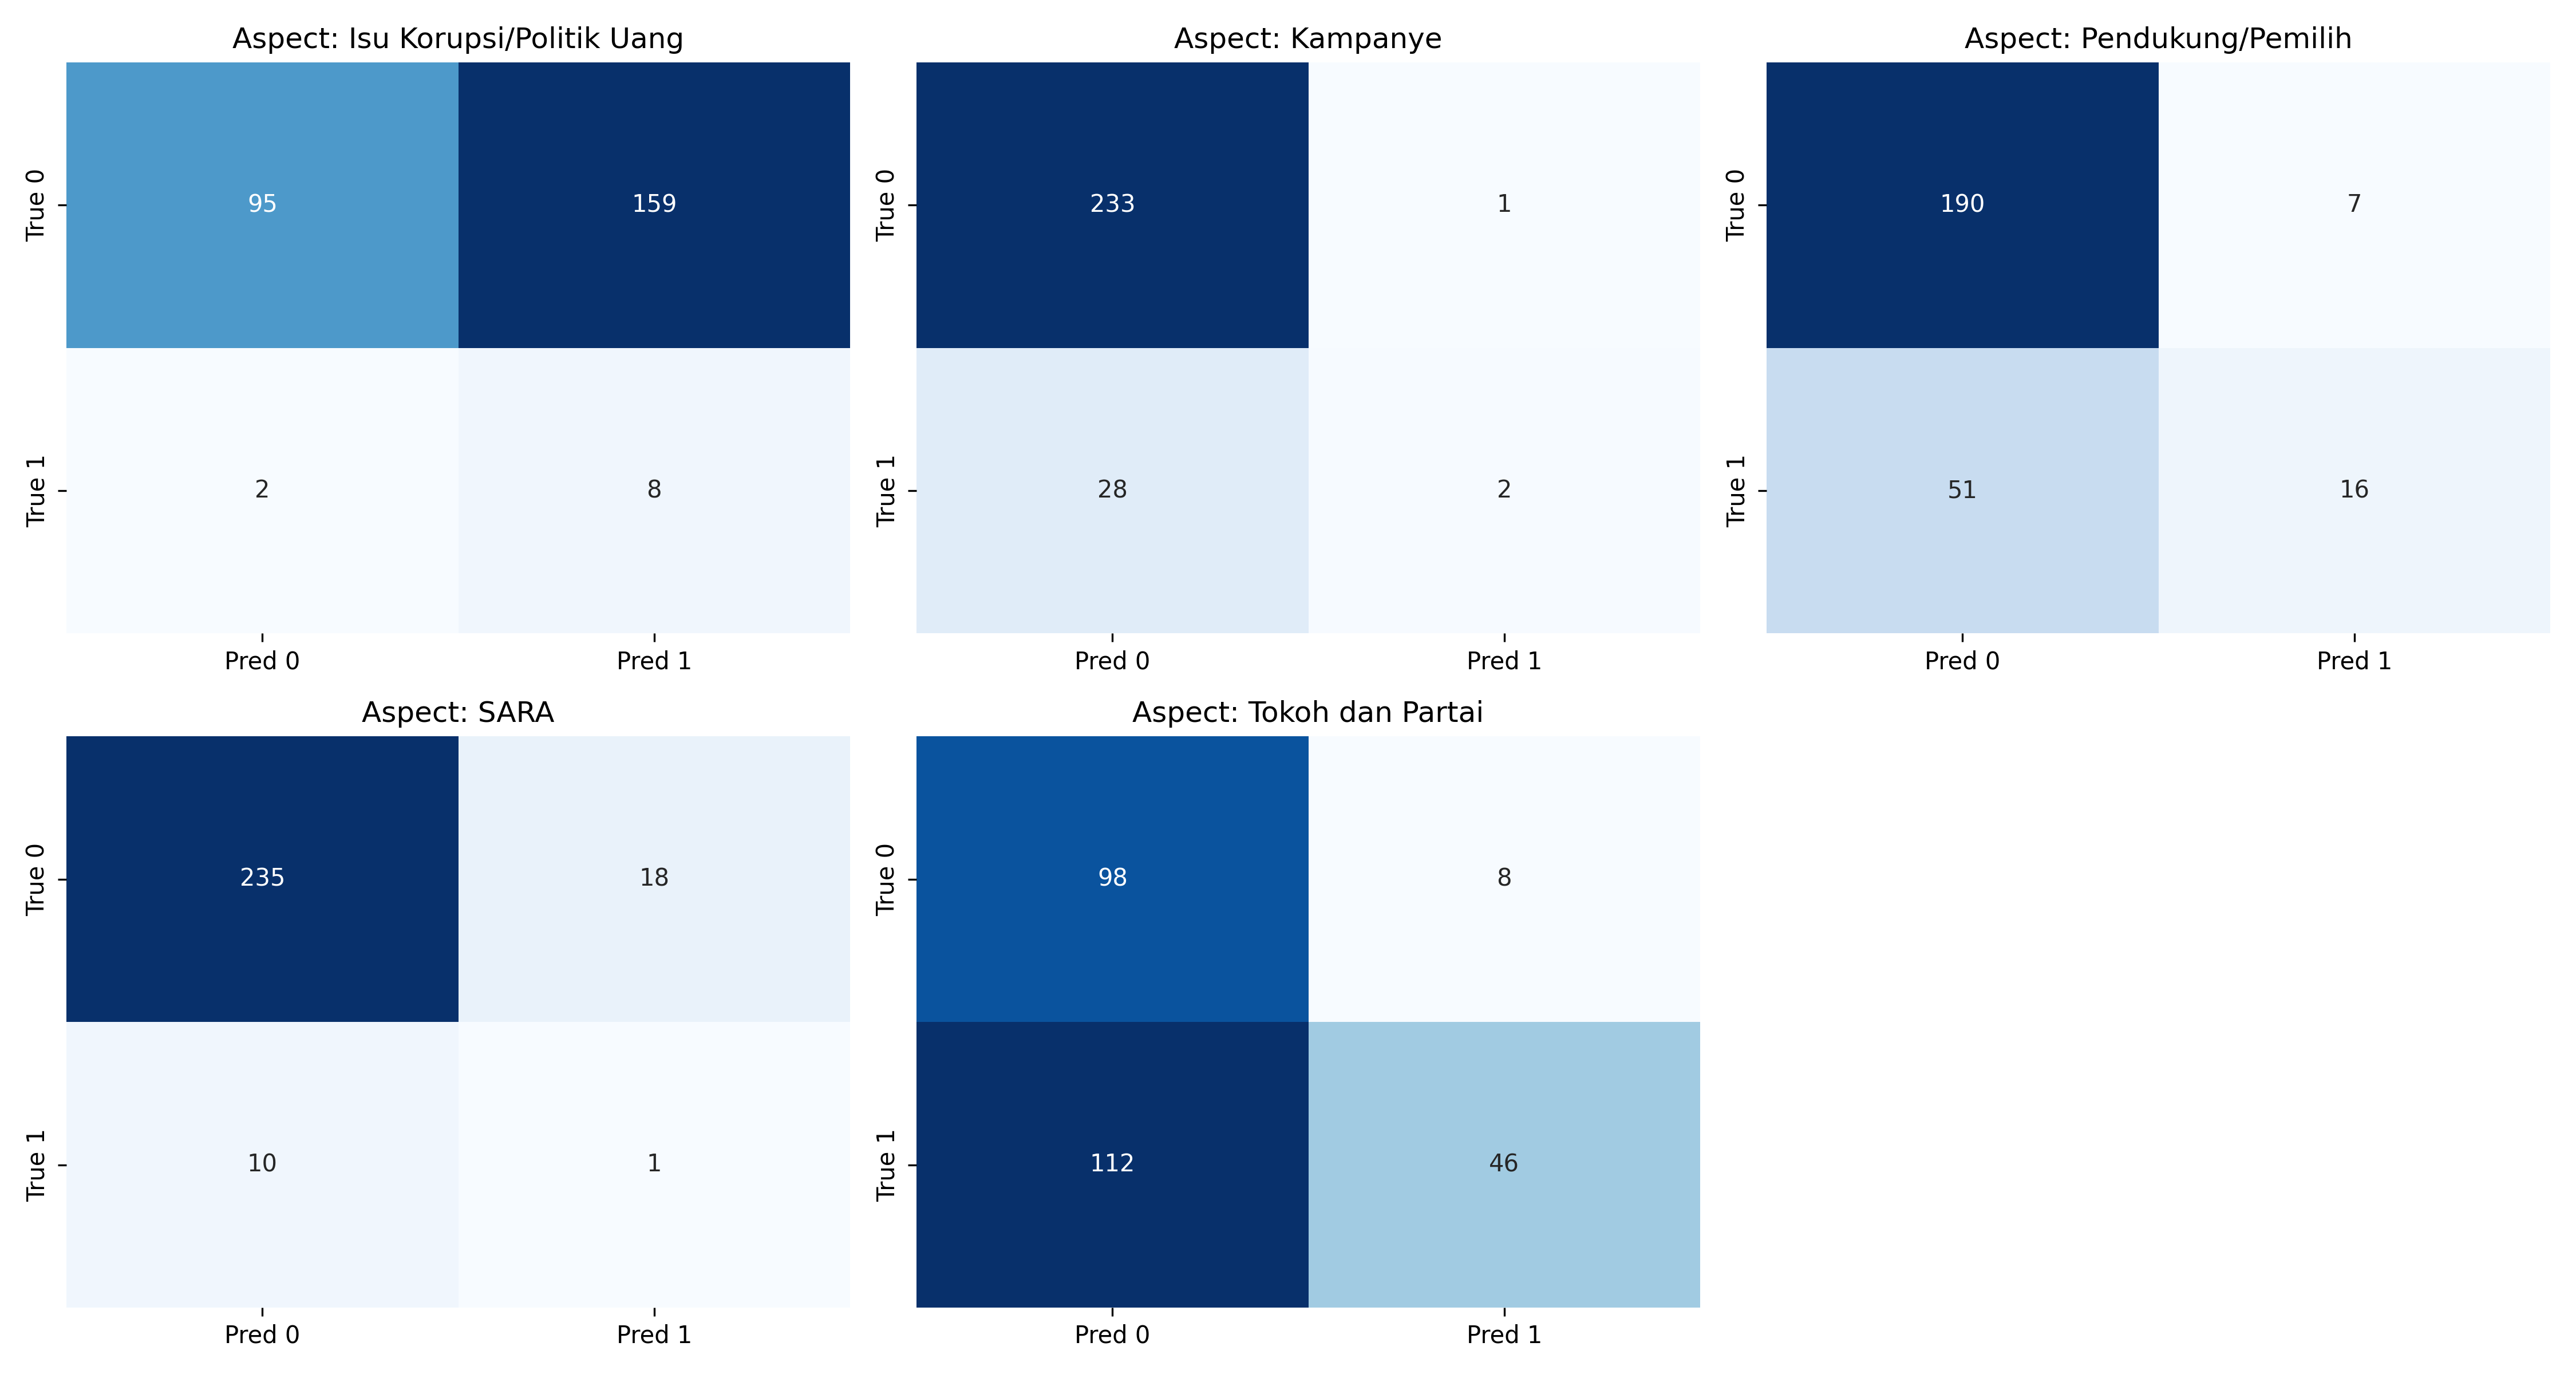 Aspect: Isu Korupsi/Politik Uang
True 0
95
159
True 1
2
8
Pred 0
Pred 1
Aspect: Kampanye
True 0
233
1
True 1
28
2
Pred 0
Pred 1
Aspect: Pendukung/Pemilih
True 0
190
7
True 1
51
16
Pred 0
Pred 1
Aspect: SARA
True 0
235
18
True 1
10
1
Pred 0
Pred 1
Aspect: Tokoh dan Partai
True 0
98
8
True 1
112
46
Pred 0
Pred 1